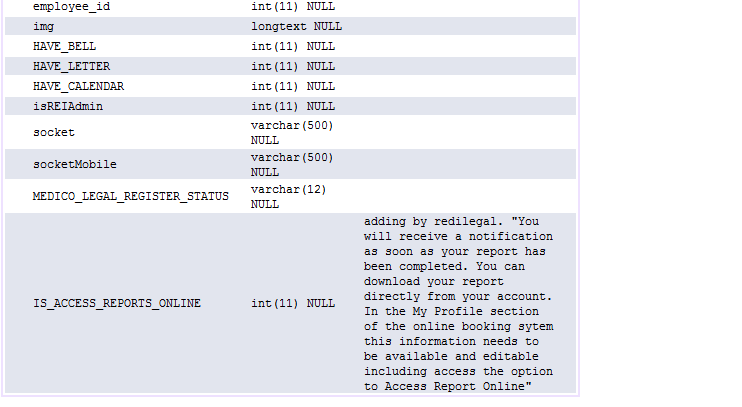 employee_id int(11) NULL
img longtext NULL
HAVE_BELL int(11) NULL
HAVE_LETTER int(11) NULL
HAVE_CALENDAR int(11) NULL
isREIAdmin int(11) NULL
socket varchar(500) NULL
socketMobile varchar(500) NULL
MEDICO_LEGAL_REGISTER_STATUS varchar(12) NULL
IS_ACCESS_REPORTS_ONLINE int(11) NULL
adding by redilegal. "You
will receive a notification
as soon as your report has
been completed. You can
download your report
directly from your account.
In the My Profile section
of the online booking sytem
this information needs to
be available and editable
including access the option
to Access Report Online"